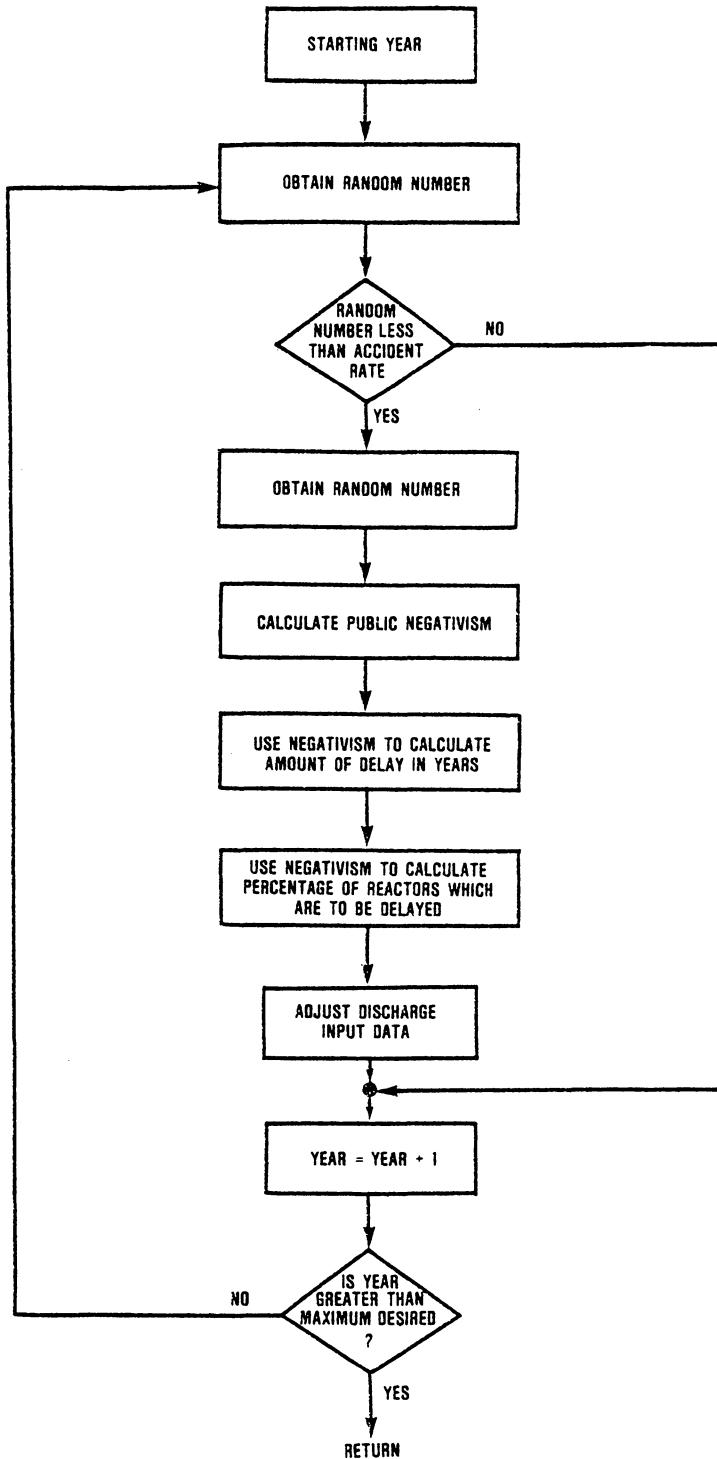 STARTING YEAR
OBTAIN RANDOM NUMBER
RANDOM
NUMBER LESS
THAN ACCIDENT
RATE
NO
YES
OBTAIN RANDOM NUMBER
CALCULATE PUBLIC NEGATIVISM
USE NEGATIVISM TO CALCULATE
AMOUNT OF DELAY IN YEARS
USE NEGATIVISM TO CALCULATE
PERCENTAGE OF REACTORS WHICH
ARE TO BE DELAYED
ADJUST DISCHARGE
INPUT DATA
YEAR = YEAR + 1
IS YEAR
GREATER THAN
MAXIMUM DESIRED
?
NO
YES
RETURN